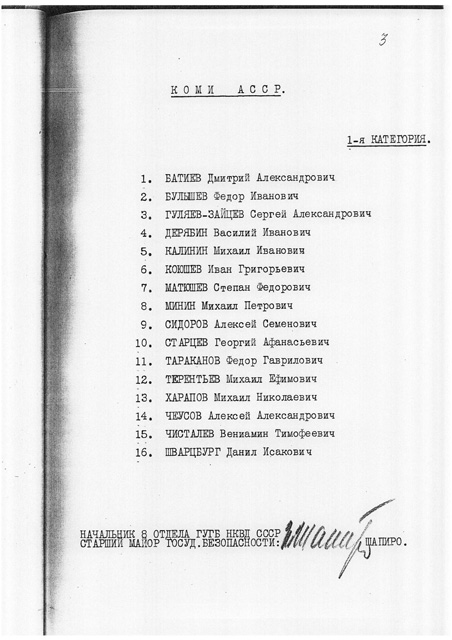 3
КОМИ АССР.
1-я КАТЕГОРИЯ.
1. БАТИЕВ Дмитрий Александрович
2. БУЛЫШЕВ Федор Иванович
3. ГУЛЯЕВ-ЗАЙЦЕВ Сергей Александрович
4. ДЕРЯБИН Василий Иванович
5. КАЛИНИН Михаил Иванович
6. КОЮШЕВ Иван Григорьевич
7. МАТЮШЕВ Степан Федорович
8. МИНИН Михаил Петрович
9. СИДОРОВ Алексей Семенович
10. СТАРЦЕВ Георгий Афанасьевич
11. ТАРАКАНОВ Федор Гаврилович
12. ТЕРЕНТЬЕВ Михаил Ефимович
13. ХАРАПОВ Михаил Николаевич
14. ЧЕУСОВ Алексей Александрович
15. ЧИСТАЛЕВ Вениамин Тимофеевич
16. ШВАРЦБУРГ Данил Исакович
НАЧАЛЬНИК 8 ОТДЕЛА ГУГБ НКВД СССР
СТАРШИЙ МАЙОР ГОСУД.БЕЗОПАСНОСТИ: ШАПИРО.